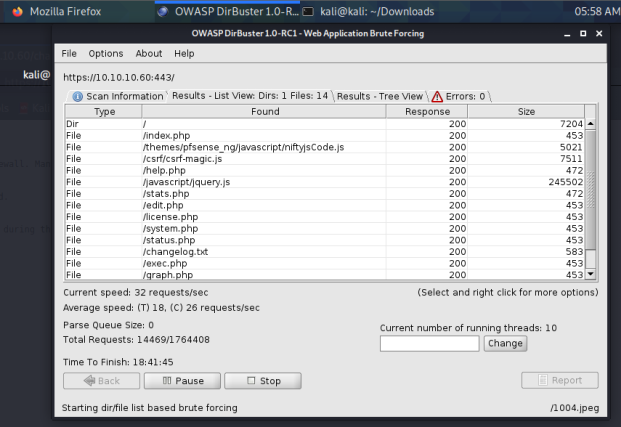 Mozilla Firefox OWASP DirBuster 1.0-R... kali@kali: ~/Downloads 05:58 AM
OWASP DirBuster 1.0-RC1 - Web Application Brute Forcing
File Options About Help
kali@
https://10.10.10.60:443/
Scan Information Results - List View: Dirs: 1 Files: 14 Results - Tree View Errors: 0
Type Found Response Size
Dir / 200 7204
File /index.php 200 453
File /themes/pfsense_ng/javascript/niftyjsCode.js 200 5021
File /csrf/csrf-magic.js 200 7511
File /help.php 200 472
File /javascript/jquery.js 200 245502
File /stats.php 200 472
File /edit.php 200 453
File /license.php 200 453
File /system.php 200 453
File /status.php 200 453
File /changelog.txt 200 583
File /exec.php 200 453
File /graph.php 200 453
Current speed: 32 requests/sec (Select and right click for more options)
Average speed: (T) 18, (C) 26 requests/sec
Parse Queue Size: 0
Current number of running threads: 10
Total Requests: 14469/1764408
Change
Time To Finish: 18:41:45
Back Pause Stop Report
Starting dir/file list based brute forcing /1004.jpeg